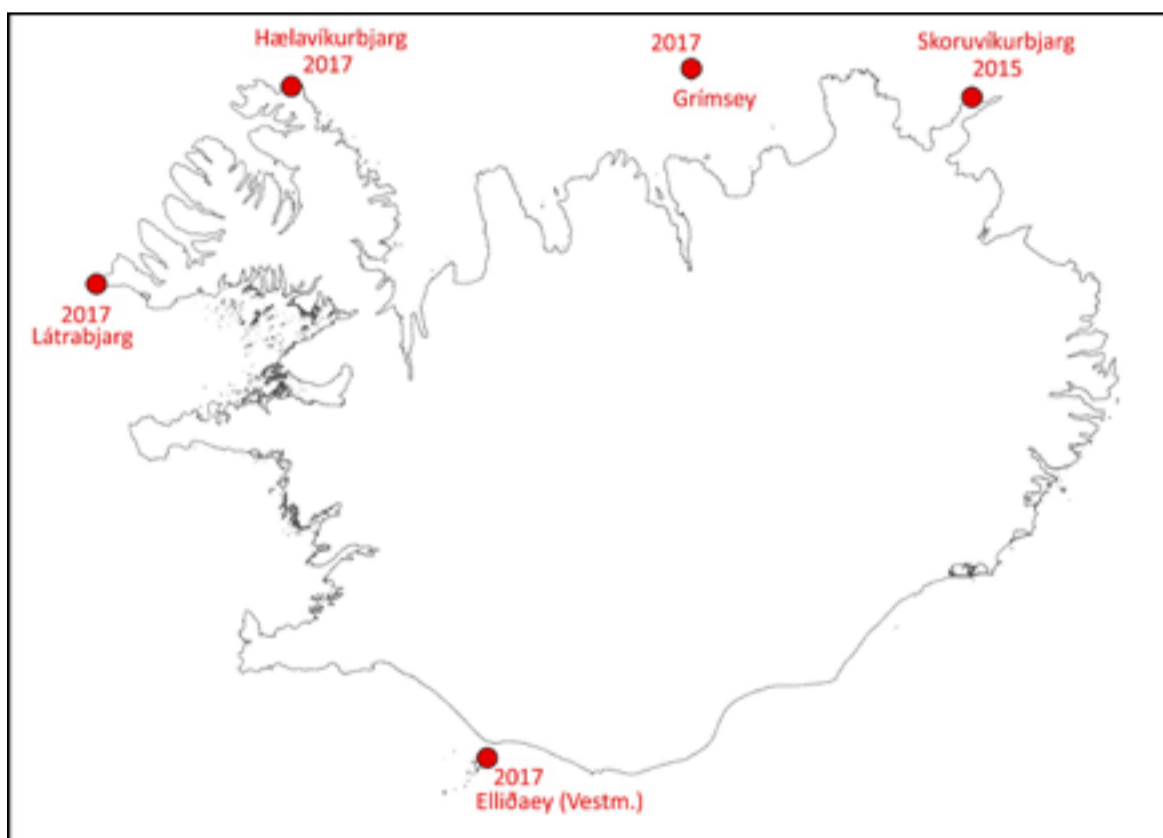 Hælavíkurbjarg
2017
2017
Grímsey
Skoruvíkurbjarg
2015
2017
Látrabjarg
2017
Elliðaey (Vestm.)